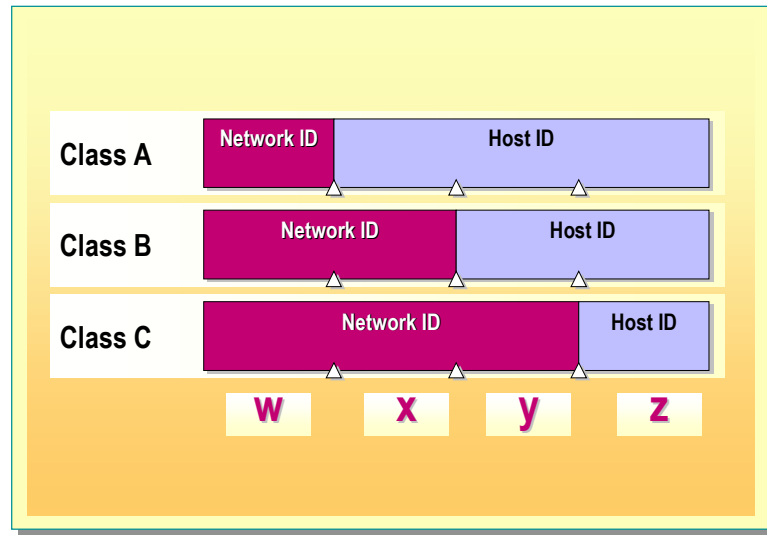 Class A
Network ID
Host ID
Class B
Network ID
Host ID
Class C
Network ID
Host ID
w x y z